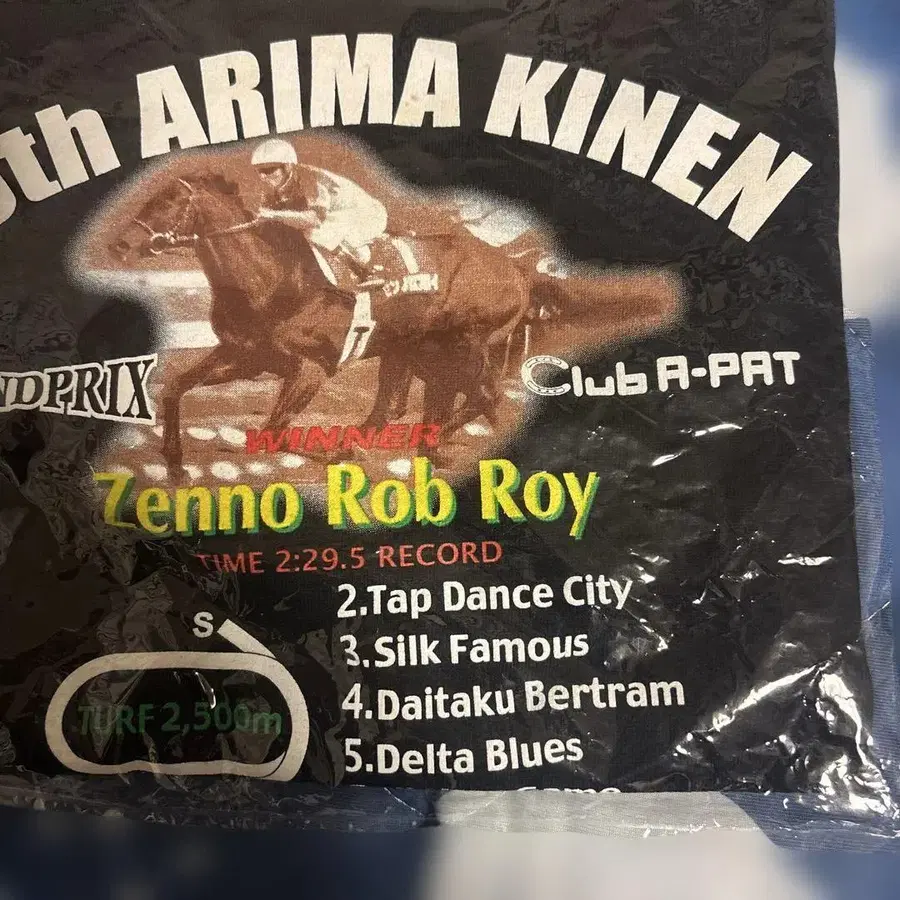 th ARIMA KINEN
NDPRIX
Club A-PAT
WINNER
Zenno Rob Roy
TIME 2:29.5 RECORD
2.Tap Dance City
3.Silk Famous
4.Daitaku Bertram
5.Delta Blues
S
TURF 2,500m